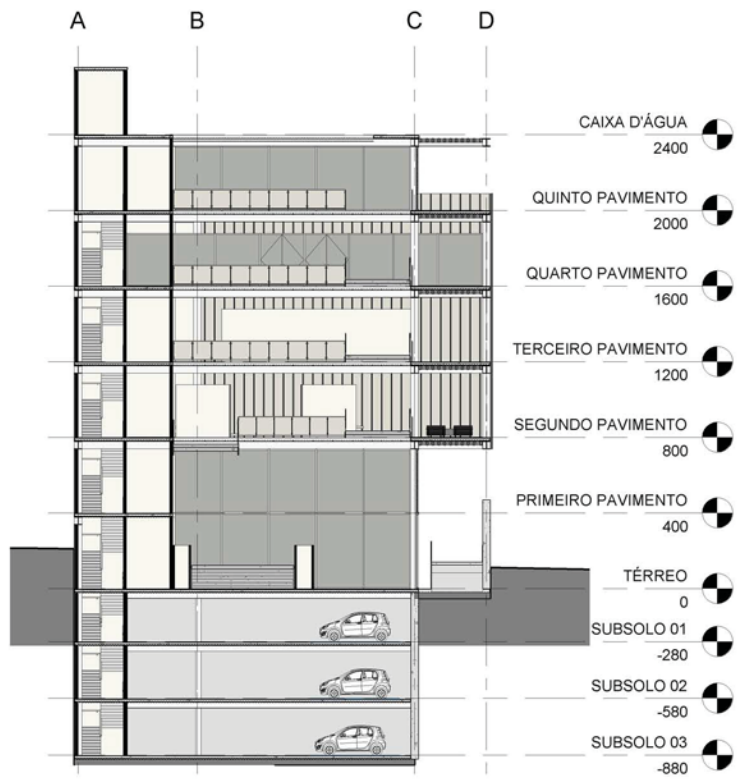 A B C D
CAIXA D'ÁGUA
2400
QUINTO PAVIMENTO
2000
QUARTO PAVIMENTO
1600
TERCEIRO PAVIMENTO
1200
SEGUNDO PAVIMENTO
800
PRIMEIRO PAVIMENTO
400
TÉRREO
0
SUBSOLO 01
-280
SUBSOLO 02
-580
SUBSOLO 03
-880